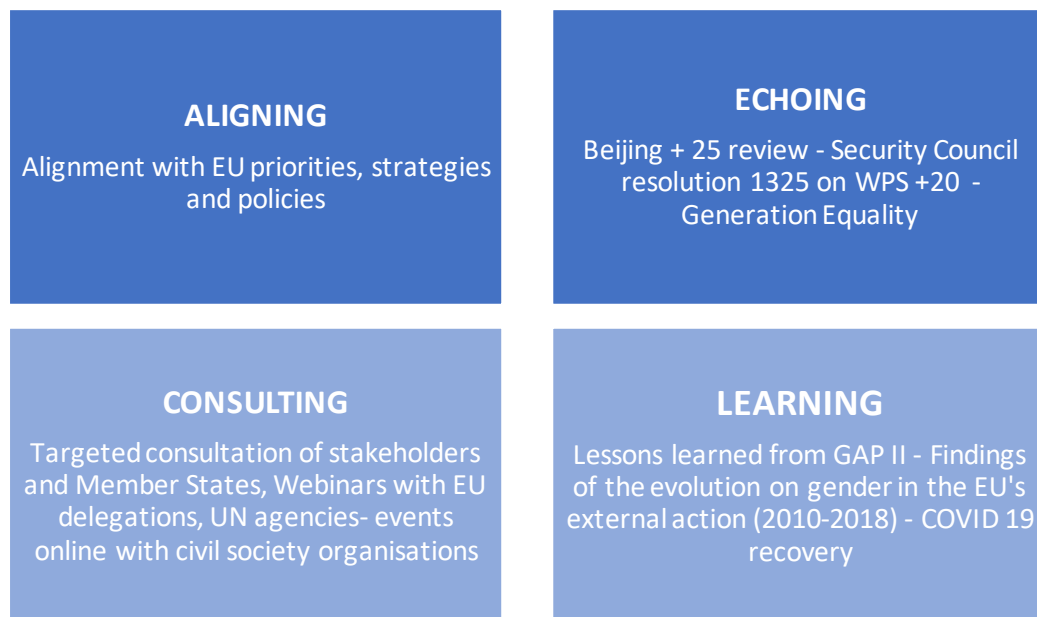 ALIGNING
Alignment with EU priorities, strategies
and policies
ECHOING
Beijing + 25 review - Security Council
resolution 1325 on WPS +20 -
Generation Equality
CONSULTING
Targeted consultation of stakeholders
and Member States, Webinars with EU
delegations, UN agencies- events
online with civil society organisations
LEARNING
Lessons learned from GAP II - Findings
of the evolution on gender in the EU's
external action (2010-2018) - COVID 19
recovery